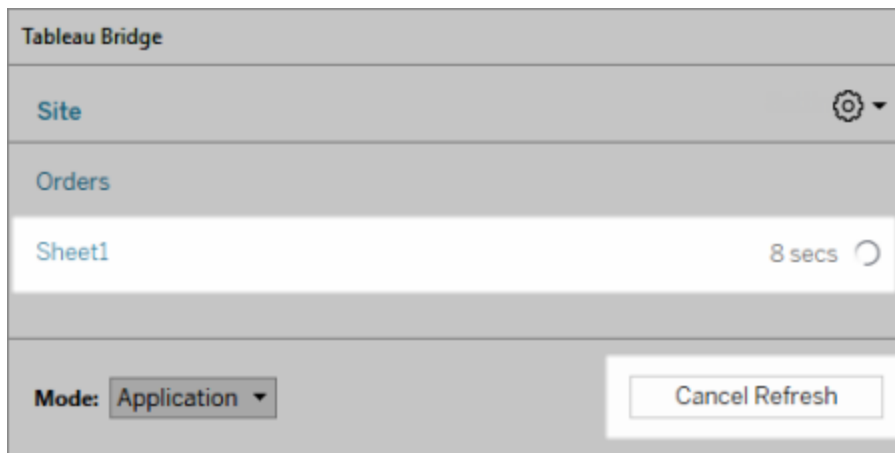 Tableau Bridge
Site
Orders
Sheet1 8 secs
Mode: Application Cancel Refresh